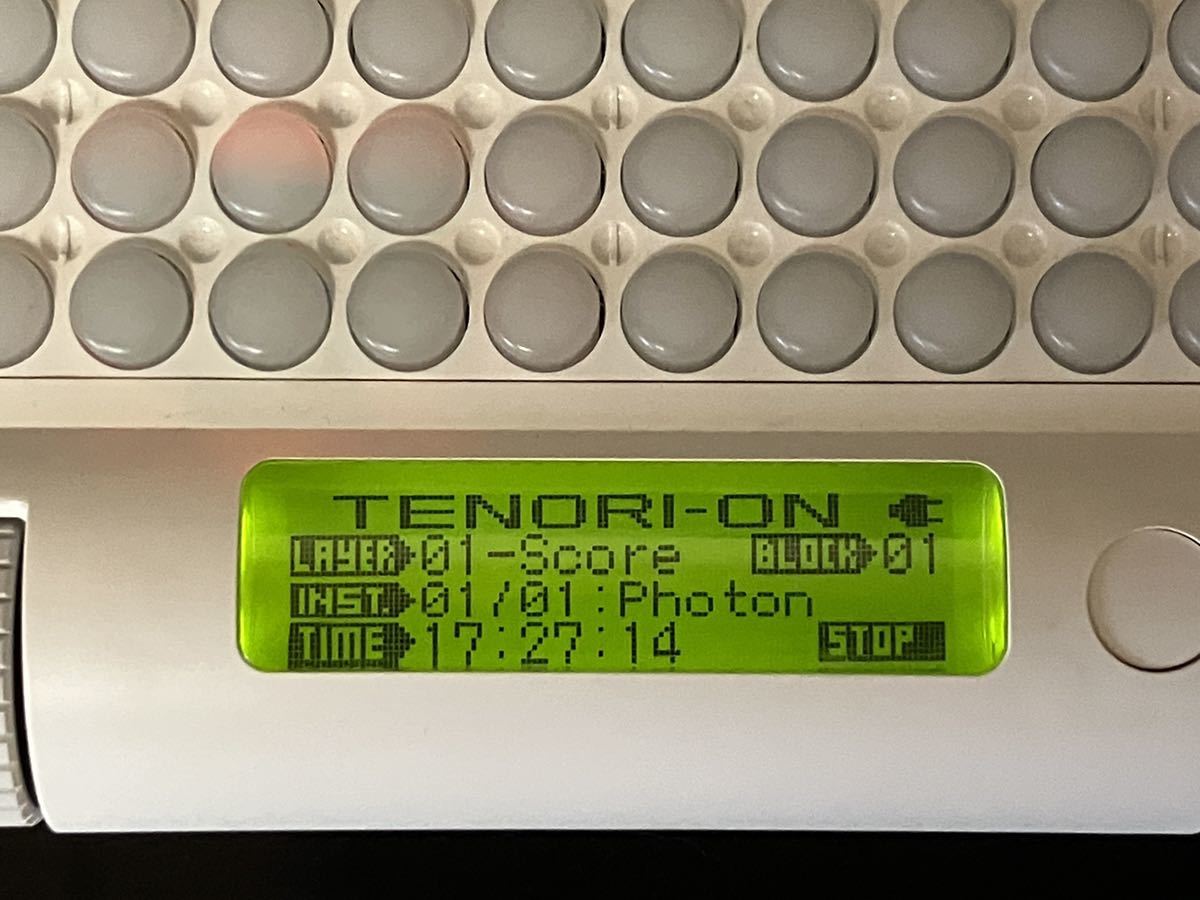 TENORI-ON
LAYER 01-Score BLOCK 01
INST. 01/01:Photon
TIME 17:27:14 STOP